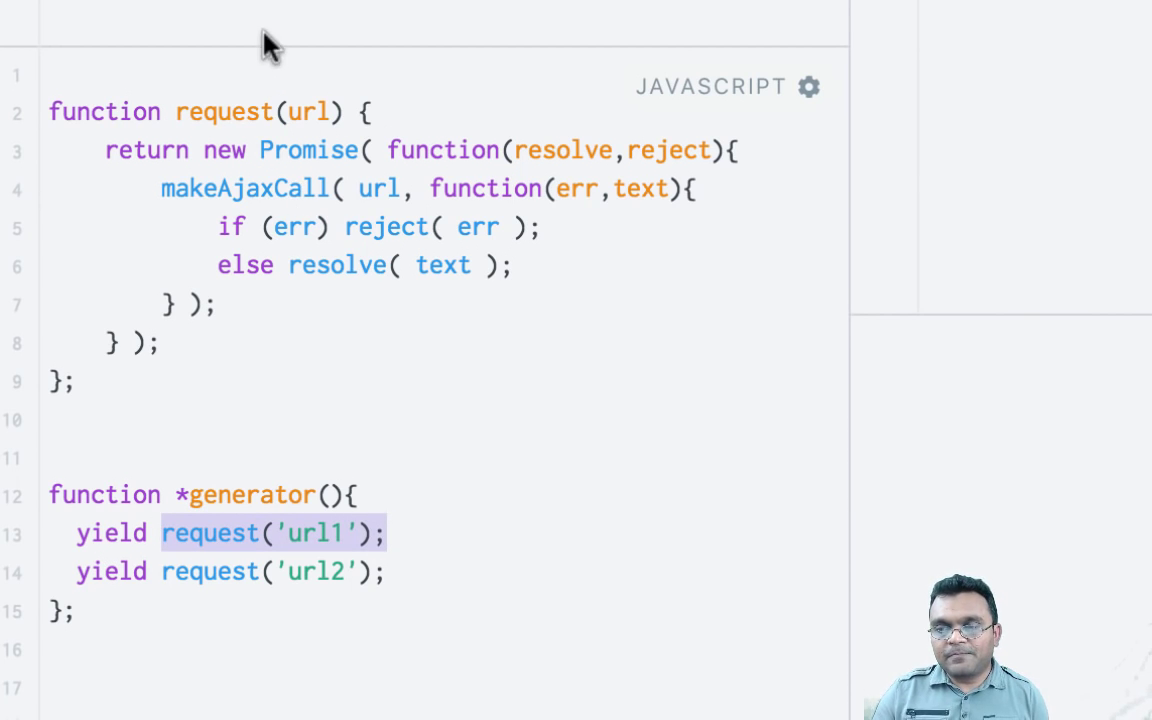 JAVASCRIPT
1
2 function request(url) {
3 return new Promise( function(resolve,reject){
4 makeAjaxCall( url, function(err,text){
5 if (err) reject( err );
6 else resolve( text );
7 } );
8 } );
9 };
10
11
12 function *generator(){
13 yield request('url1');
14 yield request('url2');
15 };
16
17